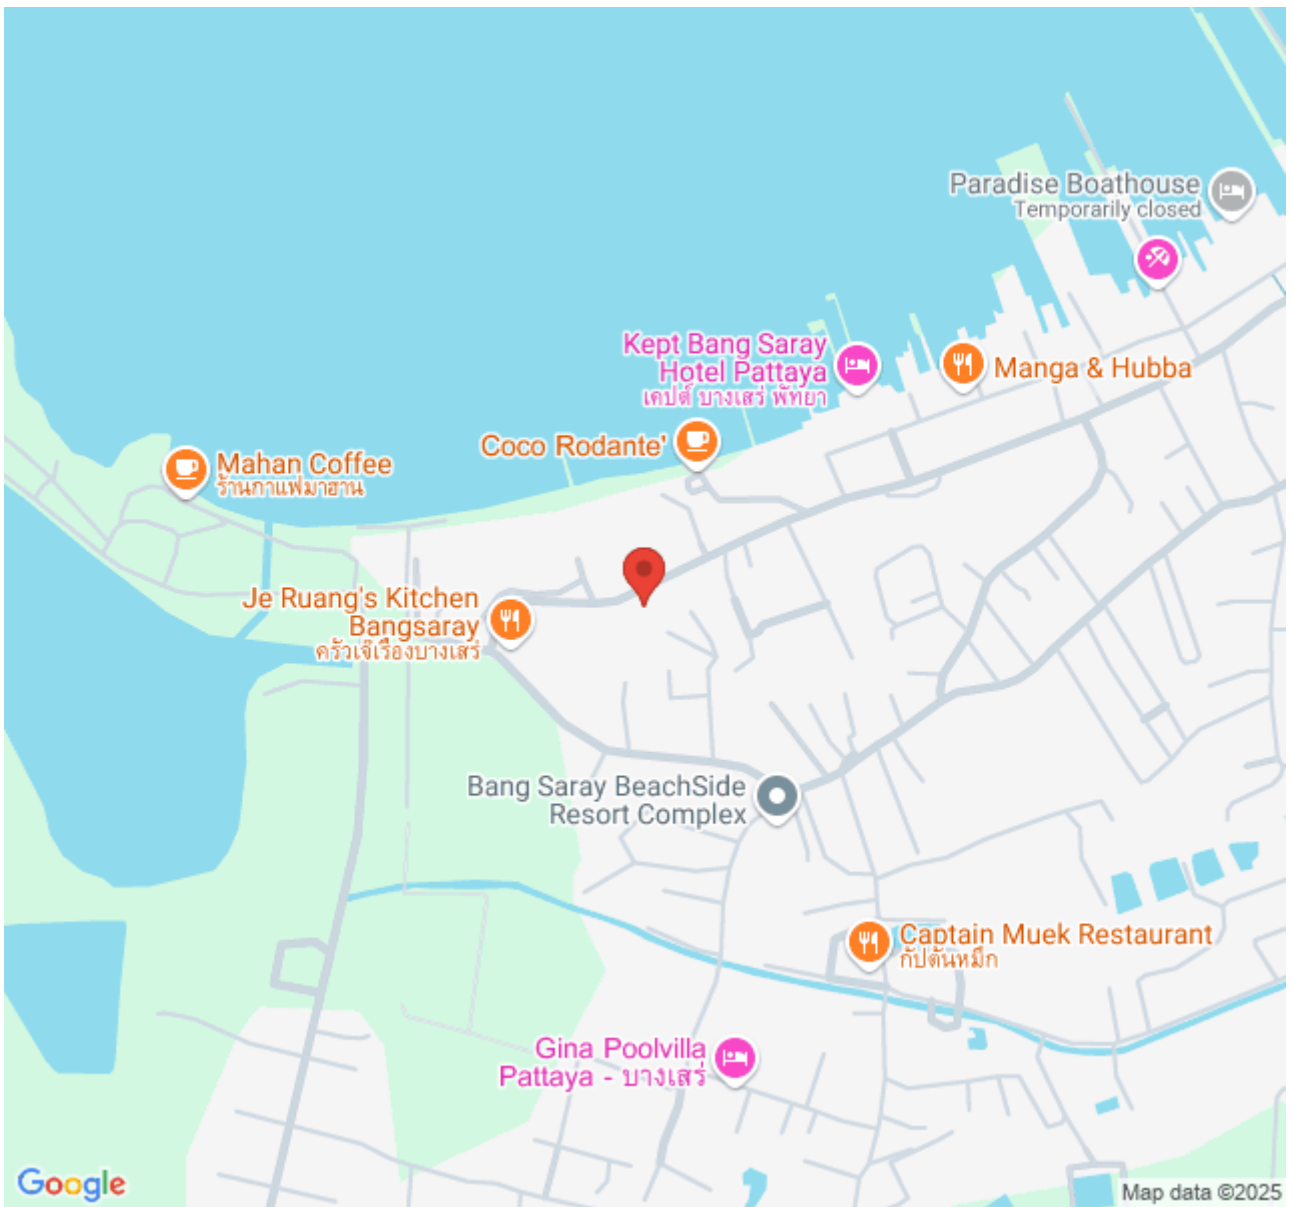 Paradise Boathouse
Temporarily closed
Kept Bang Saray
Hotel Pattaya
เคปต์ บางเสร่ พัทยา
Manga & Hubba
Coco Rodante'
Mahan Coffee
ร้านกาแฟมาฮาน
Je Ruang's Kitchen
Bangsaray
ครัวเจ๊เรืองบางเสร่
Bang Saray BeachSide
Resort Complex
Captain Muek Restaurant
กัปตันหมึก
Gina Poolvilla
Pattaya - บางเสร่
Google
Map data ©2025